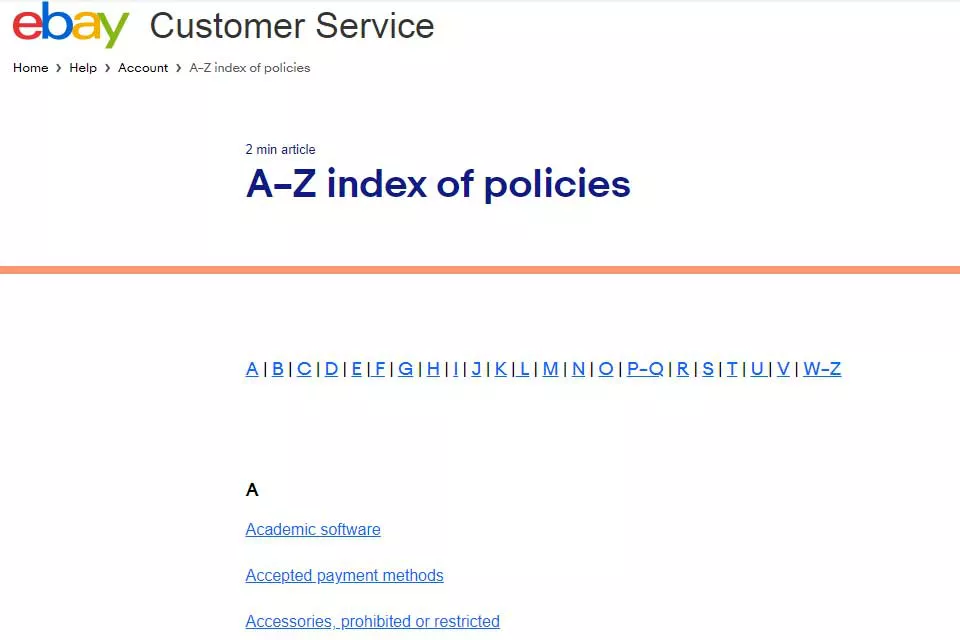 ebay Customer Service
Home › Help › Account › A–Z index of policies
2 min article
A–Z index of policies
A | B | C | D | E | F | G | H | I | J | K | L | M | N | O | P–Q | R | S | T | U | V | W–Z
A
Academic software
Accepted payment methods
Accessories, prohibited or restricted